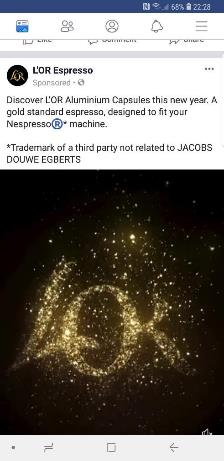 68% 22:28
Like Comment Share
L'OR Espresso
Sponsored ·
Discover L'OR Aluminium Capsules this new year. A
gold standard espresso, designed to fit your
Nespresso®* machine.
*Trademark of a third party not related to JACOBS
DOUWE EGBERTS
L'OR